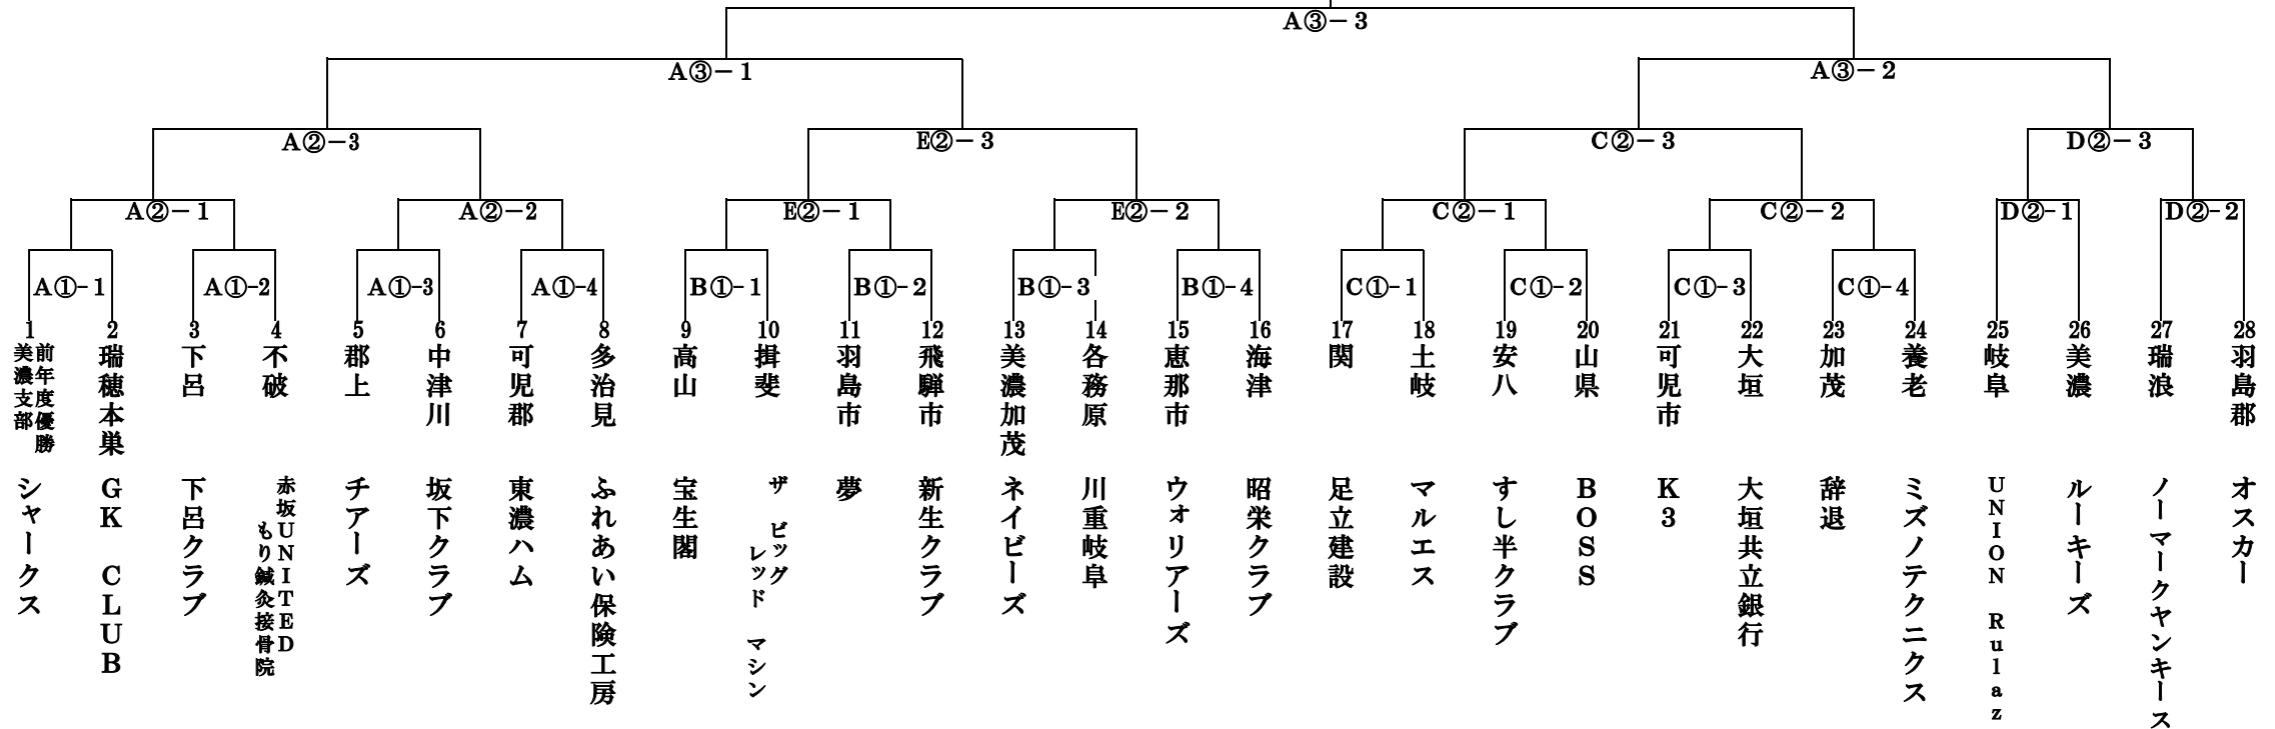 A③－3
A③－1
A③－2
A②－3
E②－3
C②－3
D②－3
A②－1
A②－2
E②－1
E②－2
C②－1
C②－2
D②-1
D②-2
A①-1
A①-2
A①-3
A①-4
B①-1
B①-2
B①-3
B①-4
C①-1
C①-2
C①-3
C①-4
1
前年度優勝
美濃支部
シャークス
2
瑞穂本巣
GK CLUB
3
下呂
下呂クラブ
4
不破
赤坂UNITED
もり鍼灸接骨院
5
郡上
チアーズ
6
中津川
坂下クラブ
7
可児郡
東濃ハム
8
多治見
ふれあい保険工房
9
高山
宝生閣
10
揖斐
ザ ビッグ
レッド マシン
11
羽島市
夢
12
飛騨市
新生クラブ
13
美濃加茂
ネイビーズ
14
各務原
川重岐阜
15
恵那市
ウォリアーズ
16
海津
昭栄クラブ
17
関
足立建設
18
土岐
マルエス
19
安八
すし半クラブ
20
山県
BOSS
21
可児市
K3
22
大垣
大垣共立銀行
23
加茂
辞退
24
養老
ミズノテクニクス
25
岐阜
UNION Rulaz
26
美濃
ルーキーズ
27
瑞浪
ノーマークヤンキース
28
羽島郡
オスカー